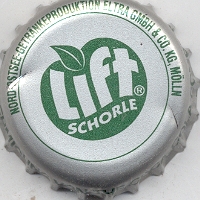 NORD-OSTSEE-GETRÄNKEPRODUKTION ELTRA GMBH & CO. KG, MÖLLN
Lift®
SCHORLE